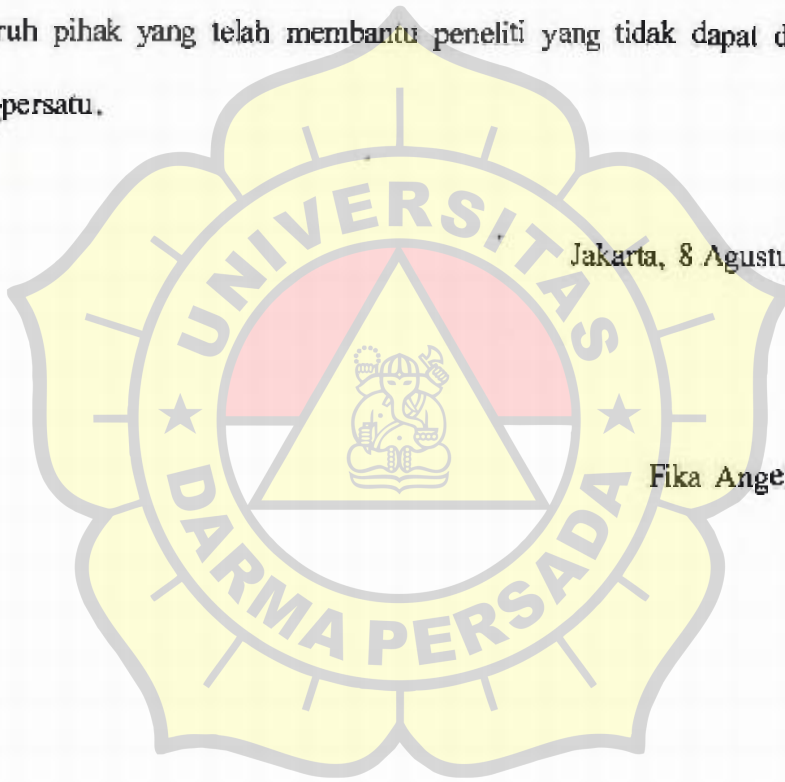 ruh pihak yang telah membantu peneliti yang tidak dapat d
persatu.
UNIVERSITAS
Jakarta, 8 Agustu
Fika Ange
DARMA PERSADA